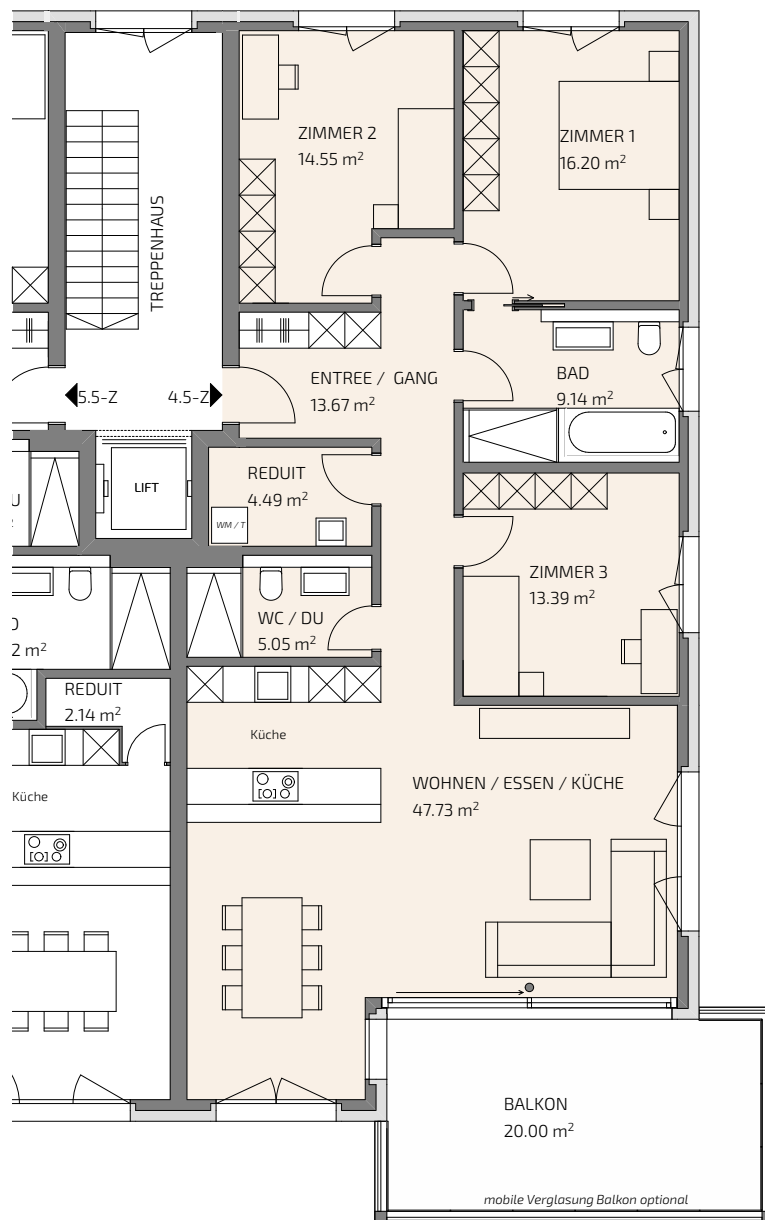 ZIMMER 2
14.55 m²
ZIMMER 1
16.20 m²
TREPPENHAUS
5.5-Z
4.5-Z
ENTREE / GANG
13.67 m²
BAD
9.14 m²
LIFT
REDUIT
4.49 m²
WM / T
ZIMMER 3
13.39 m²
WC / DU
5.05 m²
U
D
2 m²
REDUIT
2.14 m²
Küche
Küche
WOHNEN / ESSEN / KÜCHE
47.73 m²
BALKON
20.00 m²
mobile Verglasung Balkon optional